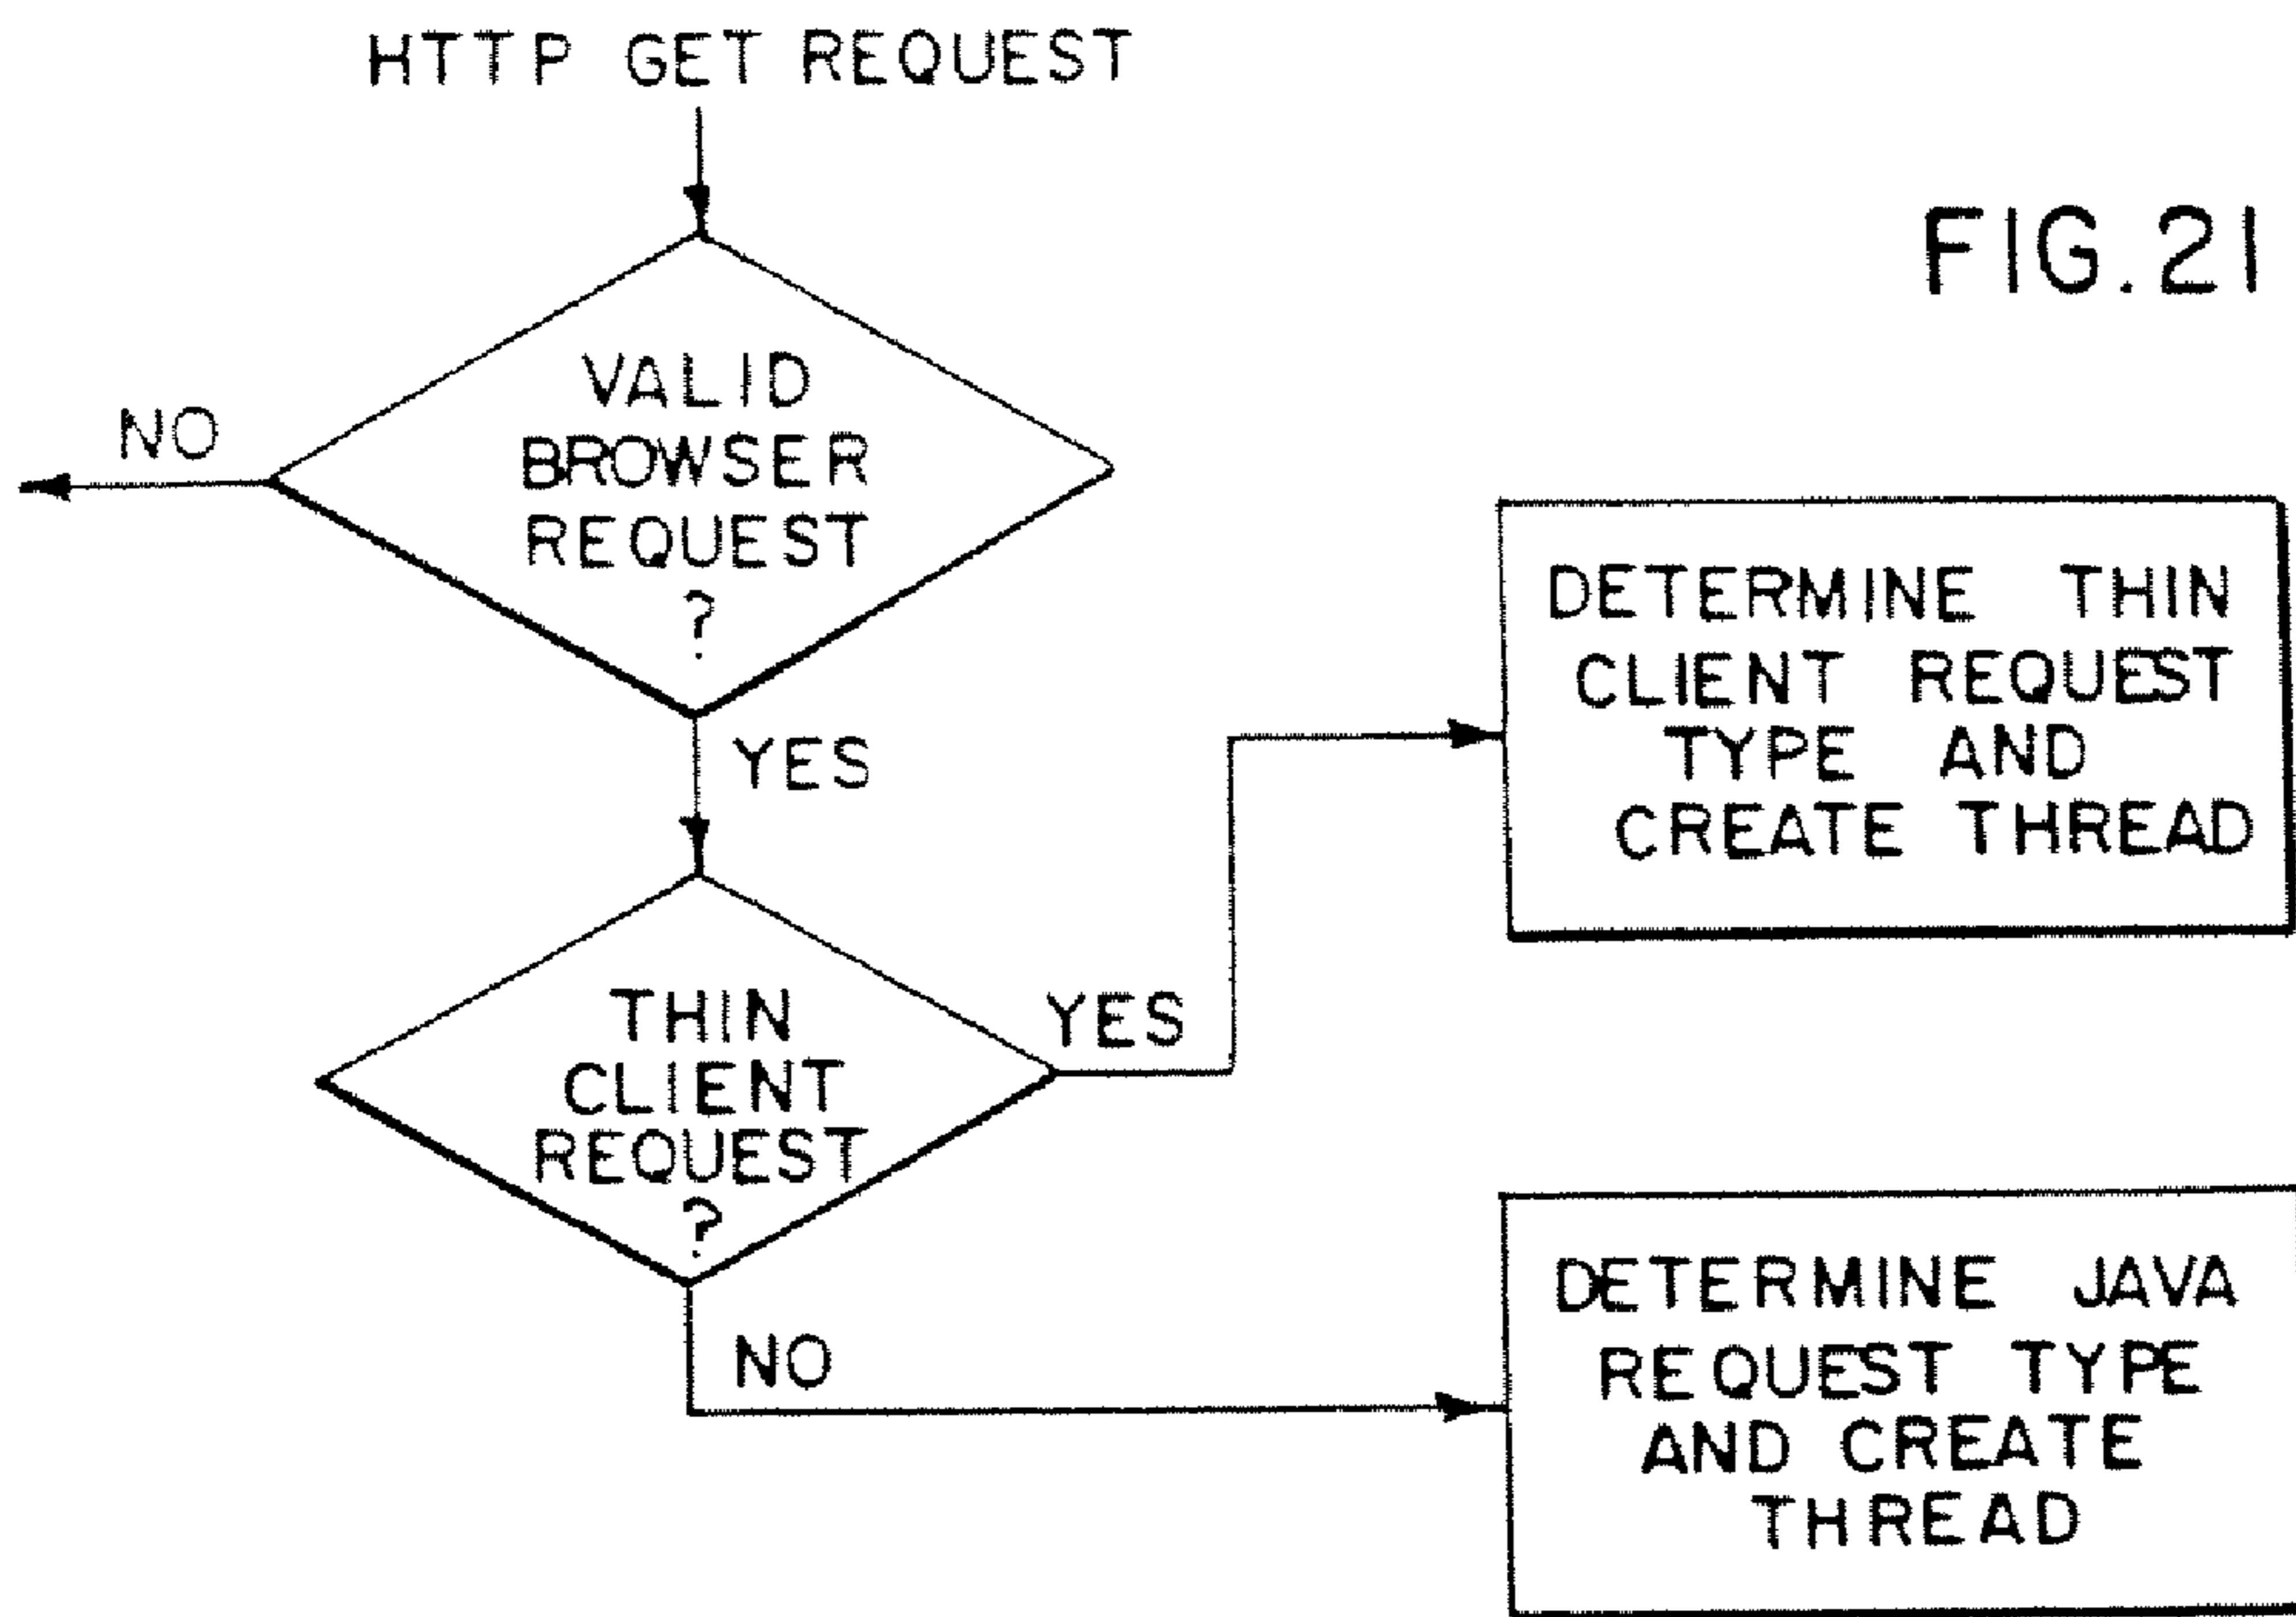 HTTP GET REQUEST
FIG.21
VALID
BROWSER
REQUEST
?
NO
YES
DETERMINE THIN
CLIENT REQUEST
TYPE AND
CREATE THREAD
THIN
CLIENT
REQUEST
?
YES
NO
DETERMINE JAVA
REQUEST TYPE
AND CREATE
THREAD